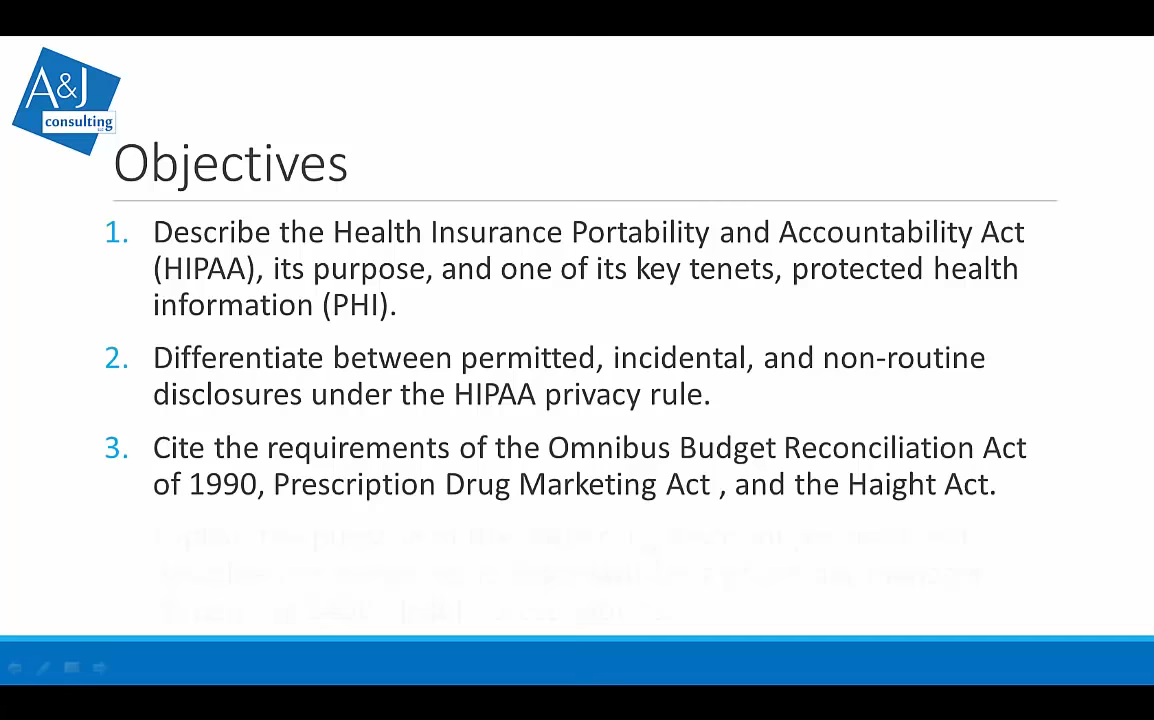 A&J
consulting
Objectives
1. Describe the Health Insurance Portability and Accountability Act
(HIPAA), its purpose, and one of its key tenets, protected health
information (PHI).
2. Differentiate between permitted, incidental, and non-routine
disclosures under the HIPAA privacy rule.
3. Cite the requirements of the Omnibus Budget Reconciliation Act
of 1990, Prescription Drug Marketing Act , and the Haight Act.